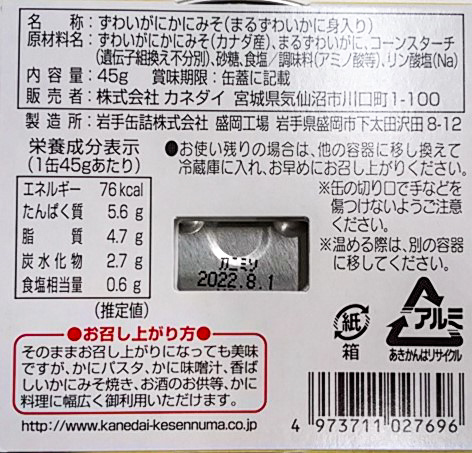 名称:ずわいがにかにみそ(まるずわいかに身入り)
原材料名:ずわいがにかにみそ(カナダ産)、まるずわいがに、コーンスターチ
(遺伝子組換え不分別)、砂糖、食塩/調味料(アミノ酸等)、リン酸塩(Na)
内容量:45g 賞味期限:缶蓋に記載
販売者:株式会社 カネダイ 宮城県気仙沼市川口町1-100
製造所:岩手缶詰株式会社 盛岡工場 岩手県盛岡市下太田沢田8-12
栄養成分表示
(1缶45gあたり)
エネルギー 76kcal
たんぱく質 5.6g
脂質 4.7g
炭水化物 2.7g
食塩相当量 0.6g
(推定値)
●お使い残りの場合は、他の容器に移し換えて
冷蔵庫に入れ、お早めにお召し上がりください。
※缶の切り口で手などを
傷つけないようご注意
ください。
※温める際は、別の容器
に移してください。
カニミソ
2022.8.1
紙
箱
アルミ
あきかんはリサイクル
●お召し上がり方●
そのままお召し上がりになっても美味
ですが、かにパスタ、かに味噌汁、香ば
しいかにみそ焼き、お酒のお供等、かに
料理に幅広く御利用いただけます。
http://www.kanedai-kesennuma.co.jp
4 973711 027696